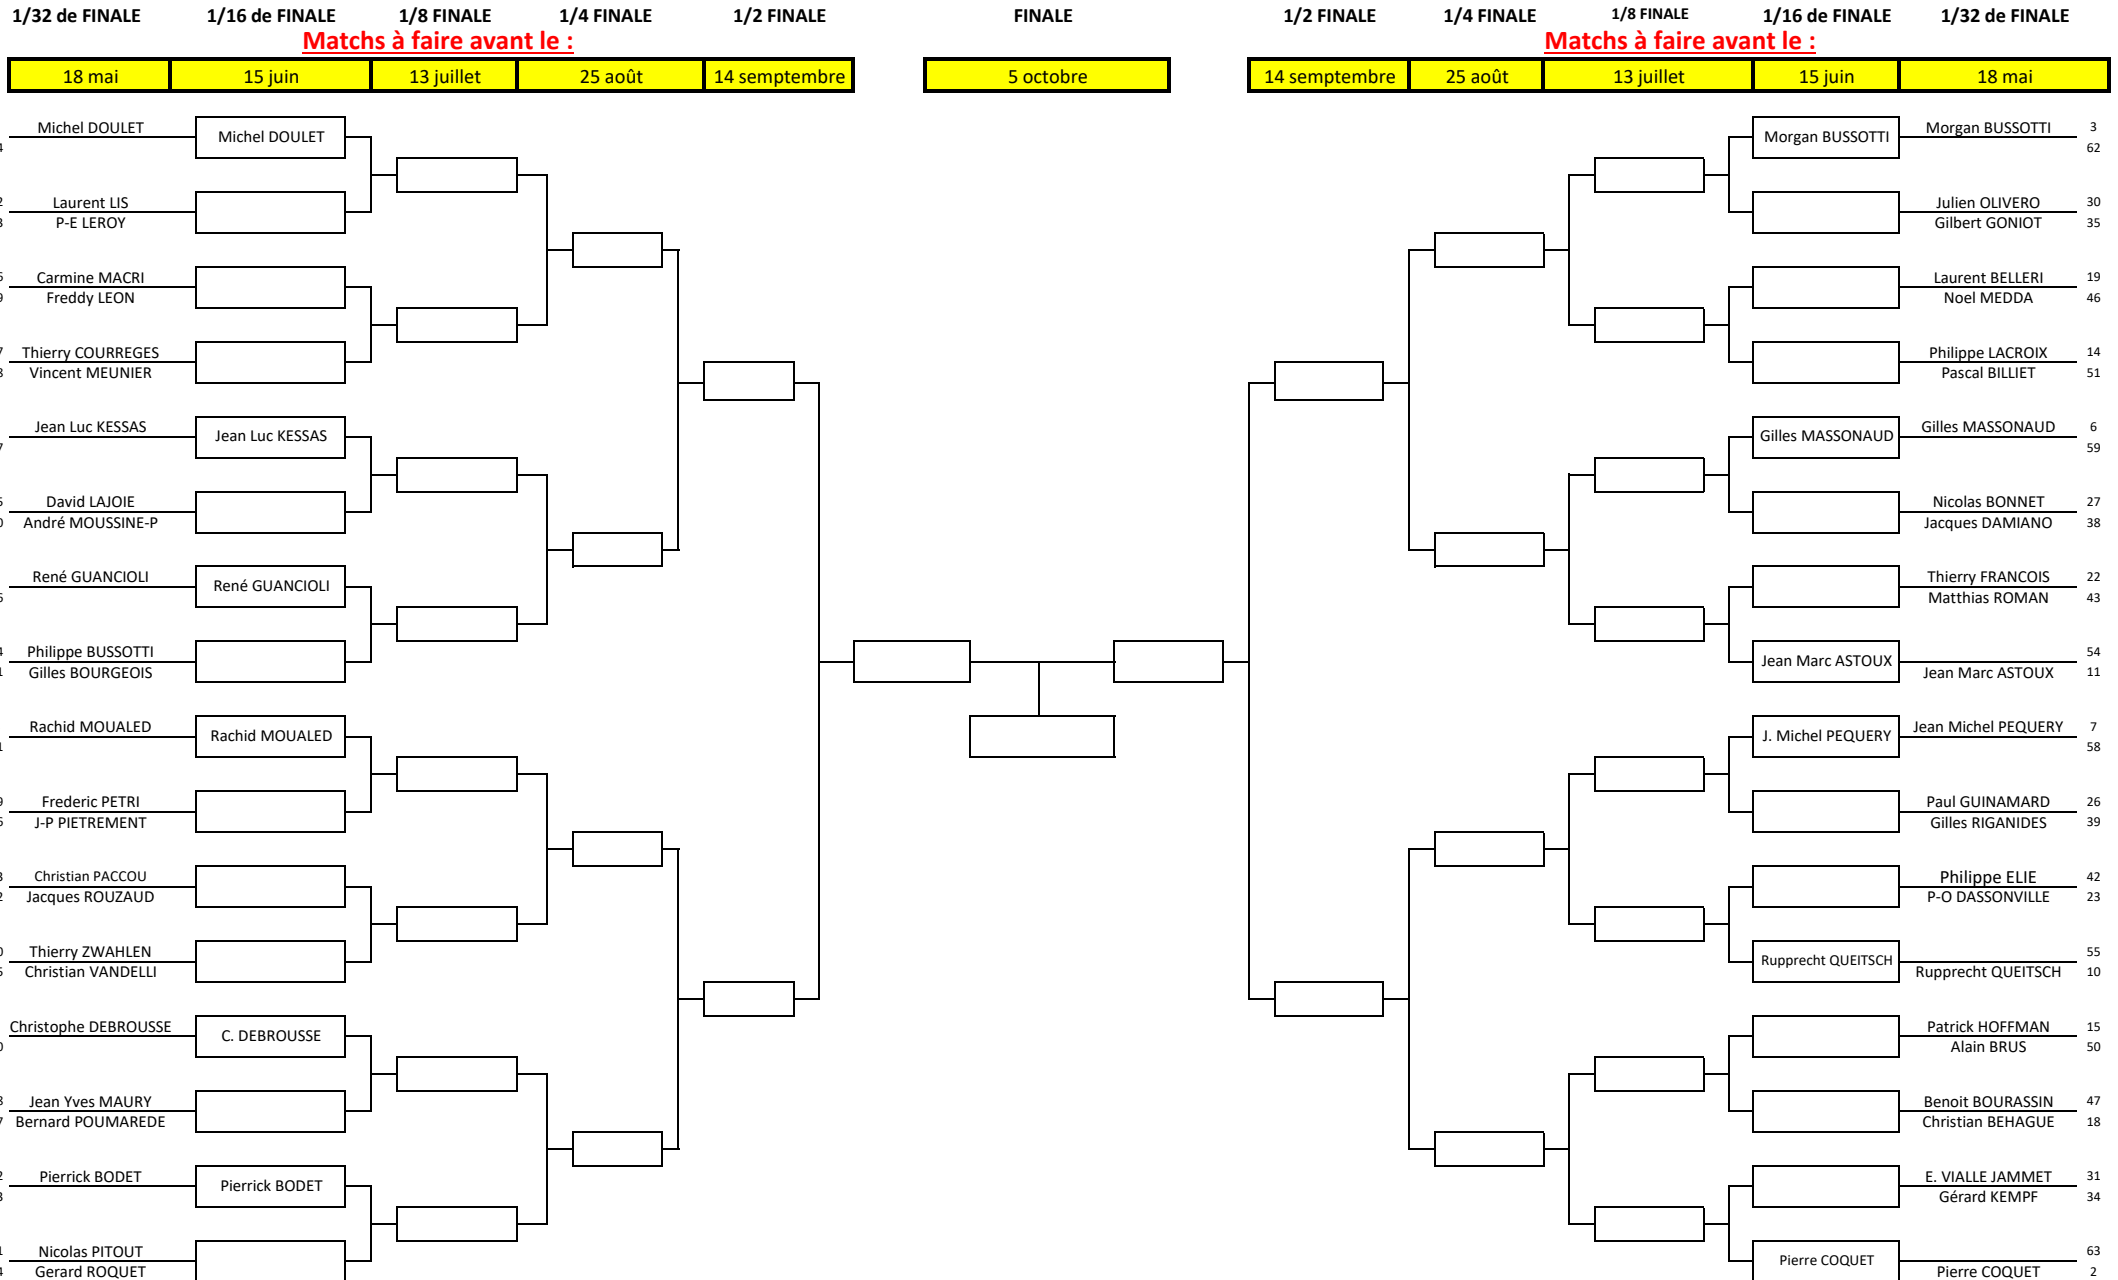 1/32 de FINALE 1/16 de FINALE 1/8 FINALE 1/4 FINALE 1/2 FINALE FINALE 1/2 FINALE 1/4 FINALE 1/8 FINALE 1/16 de FINALE 1/32 de FINALE
Matchs à faire avant le : Matchs à faire avant le :
18 mai 15 juin 13 juillet 25 août 14 semptembre 5 octobre 14 semptembre 25 août 13 juillet 15 juin 18 mai
Michel DOULET Michel DOULET Morgan BUSSOTTI Morgan BUSSOTTI 3
62
Laurent LIS Julien OLIVERO 30
P-E LEROY Gilbert GONIOT 35
Carmine MACRI Laurent BELLERI 19
Freddy LEON Noel MEDDA 46
Thierry COURREGES Philippe LACROIX 14
Vincent MEUNIER Pascal BILLIET 51
Jean Luc KESSAS Jean Luc KESSAS Gilles MASSONAUD Gilles MASSONAUD 6
59
David LAJOIE Nicolas BONNET 27
André MOUSSINE-P Jacques DAMIANO 38
René GUANCIOLI René GUANCIOLI Thierry FRANCOIS 22
Matthias ROMAN 43
Philippe BUSSOTTI Jean Marc ASTOUX 54
Gilles BOURGEOIS Jean Marc ASTOUX 11
Rachid MOUALED Rachid MOUALED J. Michel PEQUERY Jean Michel PEQUERY 7
58
Frederic PETRI Paul GUINAMARD 26
J-P PIETREMENT Gilles RIGANIDES 39
Christian PACCOU Philippe ELIE 42
Jacques ROUZAUD P-O DASSONVILLE 23
Thierry ZWAHLEN Rupprecht QUEITSCH 55
Christian VANDELLI Rupprecht QUEITSCH 10
Christophe DEBROUSSE C. DEBROUSSE Patrick HOFFMAN 15
Alain BRUS 50
Jean Yves MAURY Benoit BOURASSIN 47
Bernard POUMAREDE Christian BEHAGUE 18
Pierrick BODET Pierrick BODET E. VIALLE JAMMET 31
Gérard KEMPF 34
Nicolas PITOUT Pierre COQUET 63
Gerard ROQUET Pierre COQUET 2